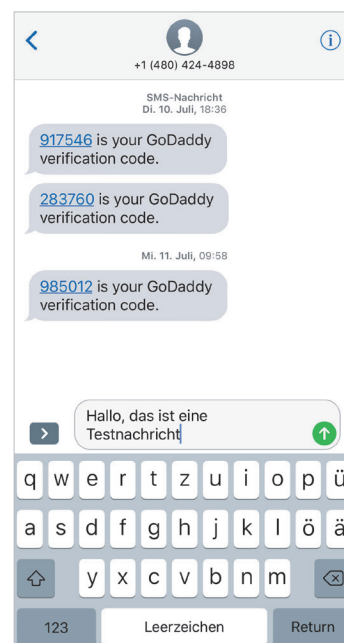 +1 (480) 424-4898
SMS-Nachricht
Di. 10. Juli, 18:36
917546 is your GoDaddy
verification code.
283760 is your GoDaddy
verification code.
Mi. 11. Juli, 09:58
985012 is your GoDaddy
verification code.
Hallo, das ist eine
Testnachricht
q w e r t z u i o p ü
a s d f g h j k l ö ä
y x c v b n m
123 Leerzeichen Return